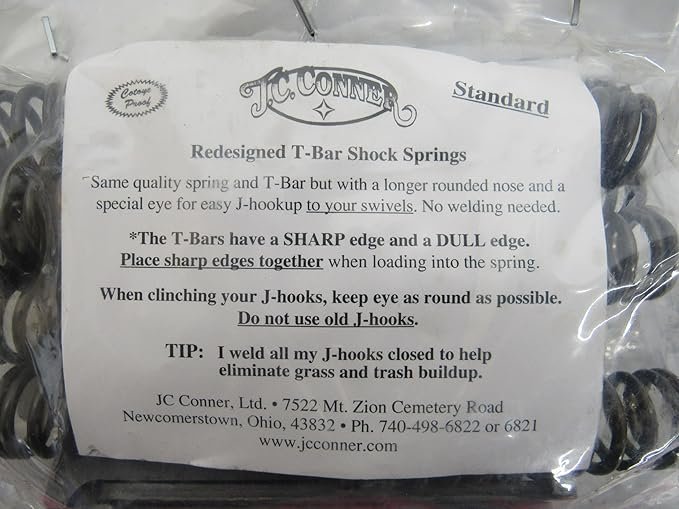 Cotoye
Proof
J.C. CONNER
Standard
Redesigned T-Bar Shock Springs
Same quality spring and T-Bar but with a longer rounded nose and a
special eye for easy J-hookup to your swivels. No welding needed.
*The T-Bars have a SHARP edge and a DULL edge.
Place sharp edges together when loading into the spring.
When clinching your J-hooks, keep eye as round as possible.
Do not use old J-hooks.
TIP: I weld all my J-hooks closed to help
eliminate grass and trash buildup.
JC Conner, Ltd. • 7522 Mt. Zion Cemetery Road
Newcomerstown, Ohio, 43832 • Ph. 740-498-6822 or 6821
www.jcconner.com